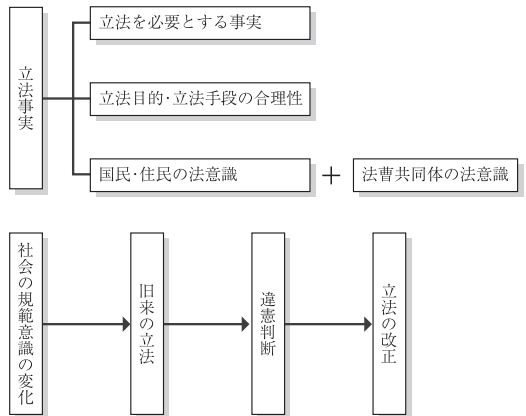 立法事実
立法を必要とする事実
立法目的・立法手段の合理性
国民・住民の法意識
＋
法曹共同体の法意識
社会の規範意識の変化
旧来の立法
違憲判断
立法の改正